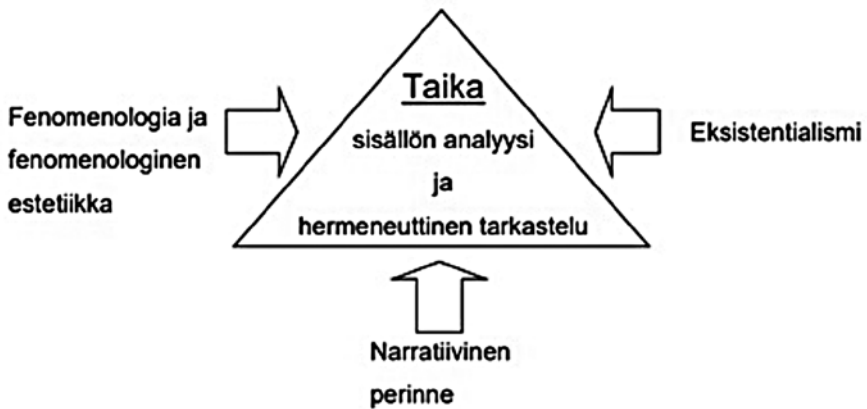 Taika
sisällön analyysi
ja
hermeneuttinen tarkastelu
Fenomenologia ja
fenomenologinen
estetiikka
Eksistentialismi
Narratiivinen
perinne